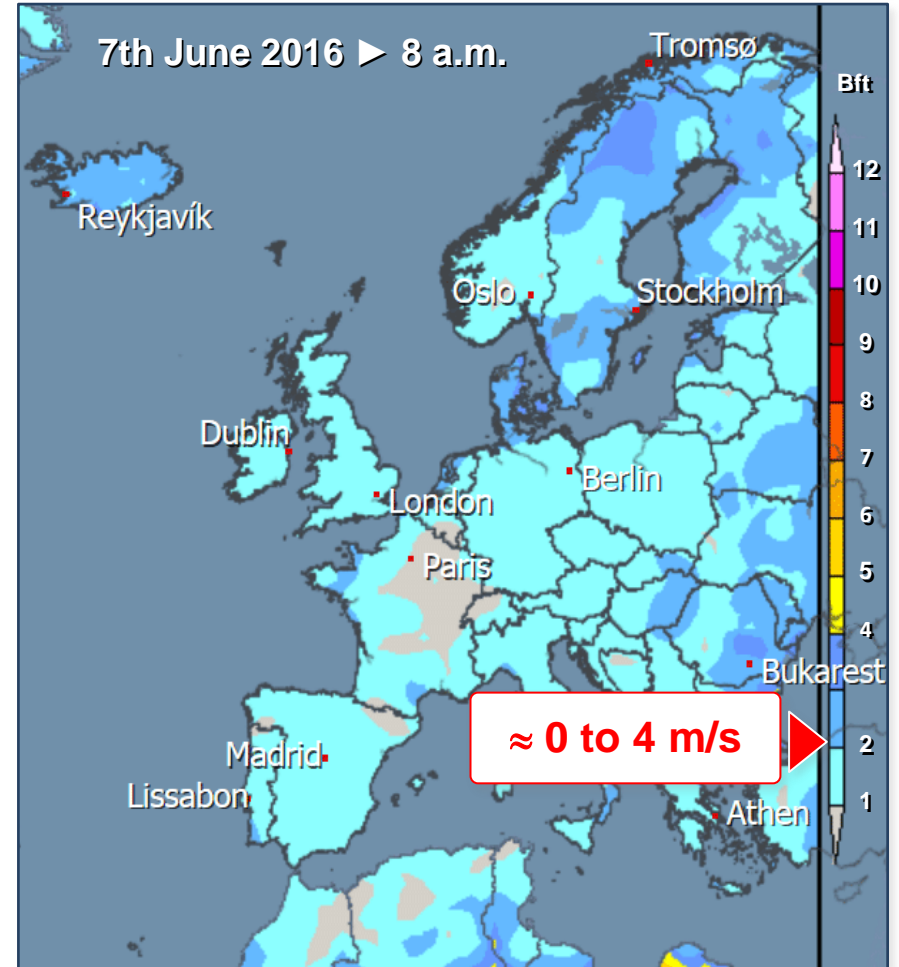 7th June 2016 ► 8 a.m.
Tromsø
Bft
12
Reykjavík
11
10
Oslo
Stockholm
9
8
Dublin
7
Berlin
London
6
Paris
5
4
Bukarest
≈ 0 to 4 m/s
2
Madrid
Lissabon
1
Athen